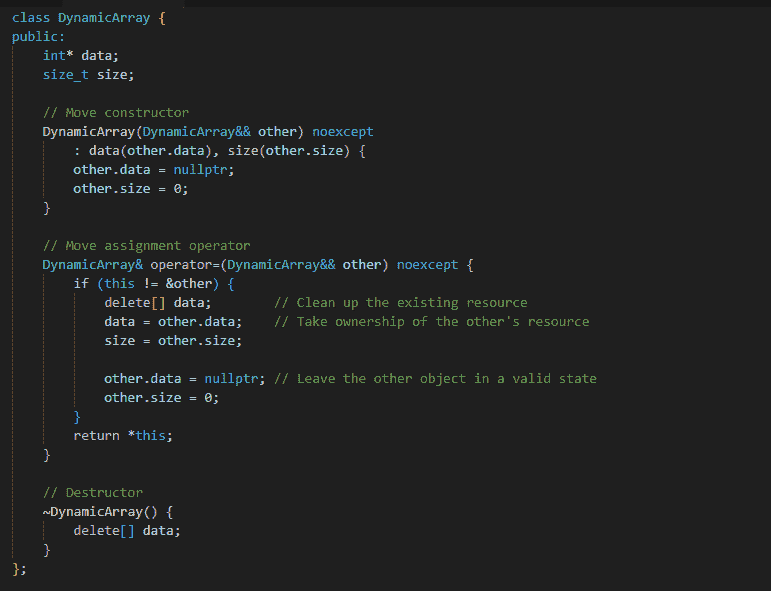 class DynamicArray {
public:
    int* data;
    size_t size;

    // Move constructor
    DynamicArray(DynamicArray&& other) noexcept
        : data(other.data), size(other.size) {
        other.data = nullptr;
        other.size = 0;
    }

    // Move assignment operator
    DynamicArray& operator=(DynamicArray&& other) noexcept {
        if (this != &other) {
            delete[] data;        // Clean up the existing resource
            data = other.data;    // Take ownership of the other's resource
            size = other.size;

            other.data = nullptr; // Leave the other object in a valid state
            other.size = 0;
        }
        return *this;
    }

    // Destructor
    ~DynamicArray() {
        delete[] data;
    }
};